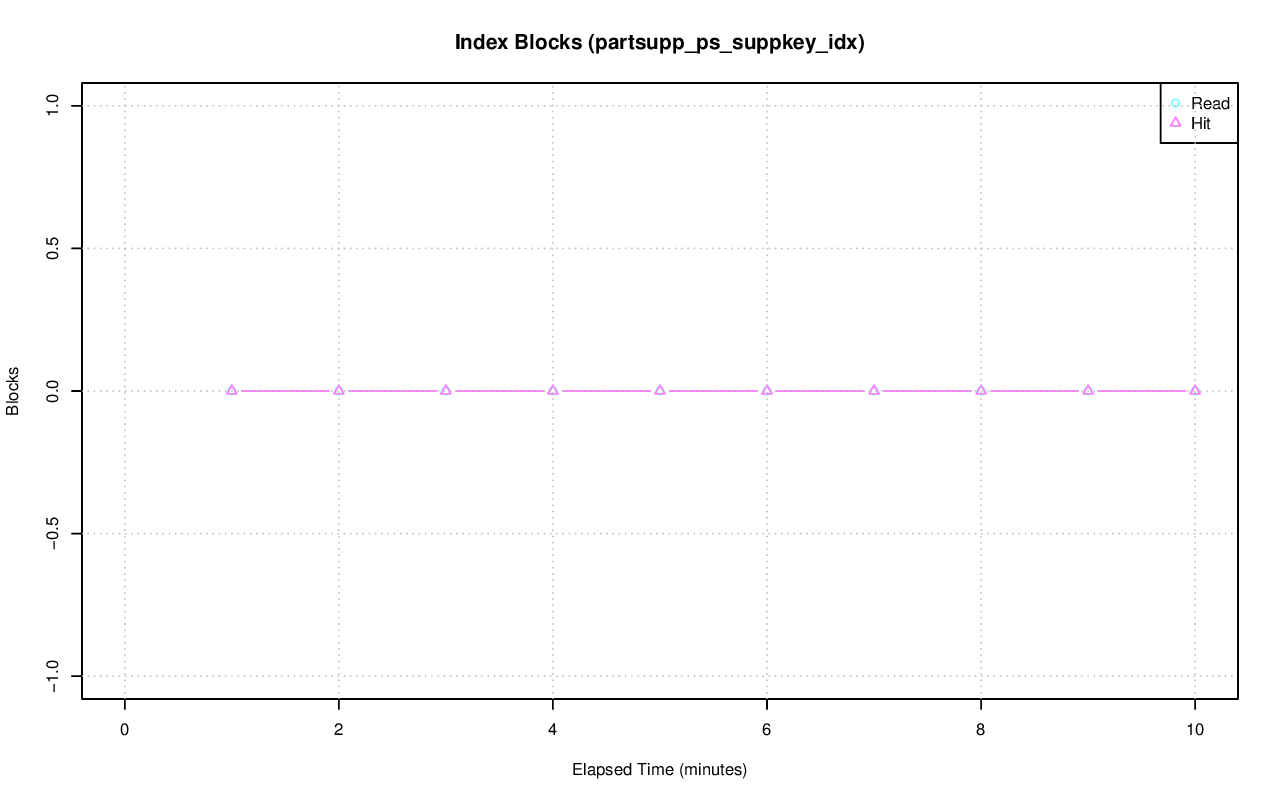 Index Blocks (partsupp_ps_suppkey_idx)
Read
Hit
1.0
0.5
0.0
−0.5
−1.0
Blocks
0 2 4 6 8 10
Elapsed Time (minutes)